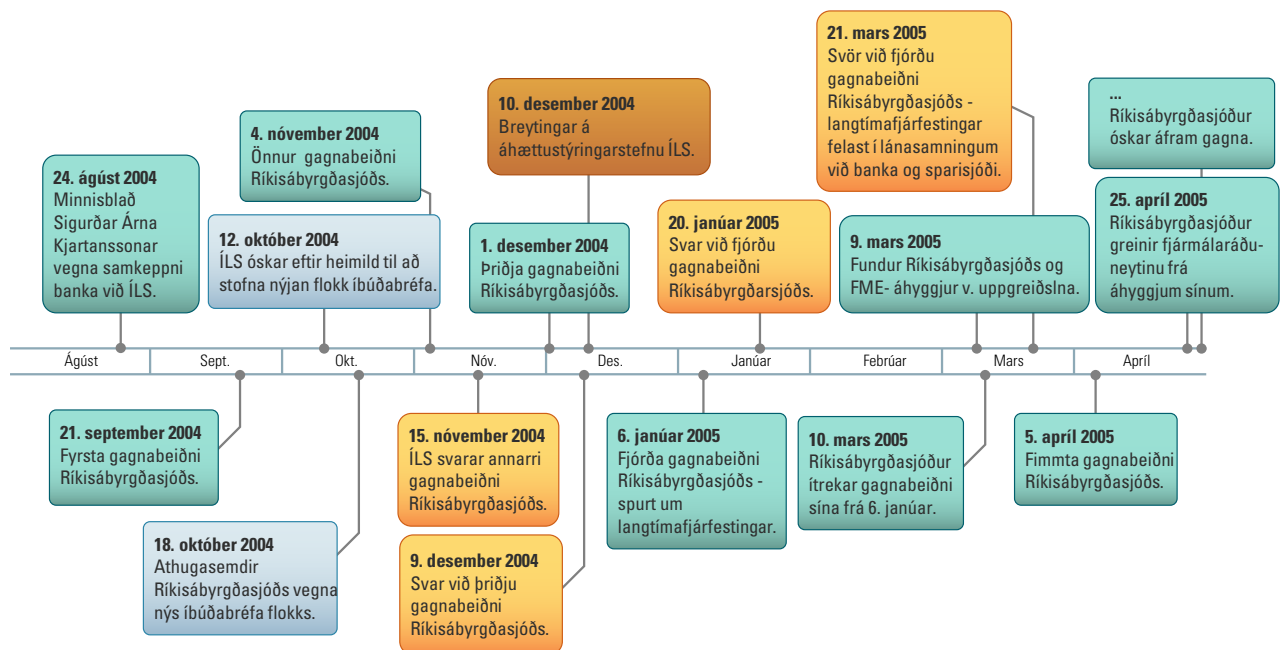 24. ágúst 2004
Minnisblað
Sigurðar Árna
Kjartanssonar
vegna samkeppni
banka við ÍLS.
4. nóvember 2004
Önnur gagnabeiðni
Ríkisábyrgðasjóðs.
12. október 2004
ÍLS óskar eftir heimild til að
stofna nýjan flokk íbúðabréfa.
10. desember 2004
Breytingar á
áhættustýringarstefnu ÍLS.
1. desember 2004
Þriðja gagnabeiðni
Ríkisábyrgðasjóðs.
20. janúar 2005
Svar við fjórðu
gagnabeiðni
Ríkisábyrgðarsjóðs.
21. mars 2005
Svör við fjórðu
gagnabeiðni
Ríkisábyrgðasjóðs -
langtímafjárfestingar
felast í lánasamningum
við banka og sparisjóði.
9. mars 2005
Fundur Ríkisábyrgðasjóðs og
FME- áhyggjur v. uppgreiðslna.
...
Ríkisábyrgðasjóður
óskar áfram gagna.
25. apríl 2005
Ríkisábyrgðasjóður
greinir fjármálaráðu-
neytinu frá
áhyggjum sínum.
Ágúst Sept. Okt. Nóv. Des. Janúar Febrúar Mars Apríl
21. september 2004
Fyrsta gagnabeiðni
Ríkisábyrgðasjóðs.
18. október 2004
Athugasemdir
Ríkisábyrgðasjóðs vegna
nýs íbúðabréfa flokks.
15. nóvember 2004
ÍLS svarar annarri
gagnabeiðni
Ríkisábyrgðasjóðs.
9. desember 2004
Svar við þriðju
gagnabeiðni
Ríkisábyrgðasjóðs.
6. janúar 2005
Fjórða gagnabeiðni
Ríkisábyrgðasjóðs -
spurt um
langtímafjárfestingar.
10. mars 2005
Ríkisábyrgðasjóður
ítrekar gagnabeiðni
sína frá 6. janúar.
5. apríl 2005
Fimmta gagnabeiðni
Ríkisábyrgðasjóðs.